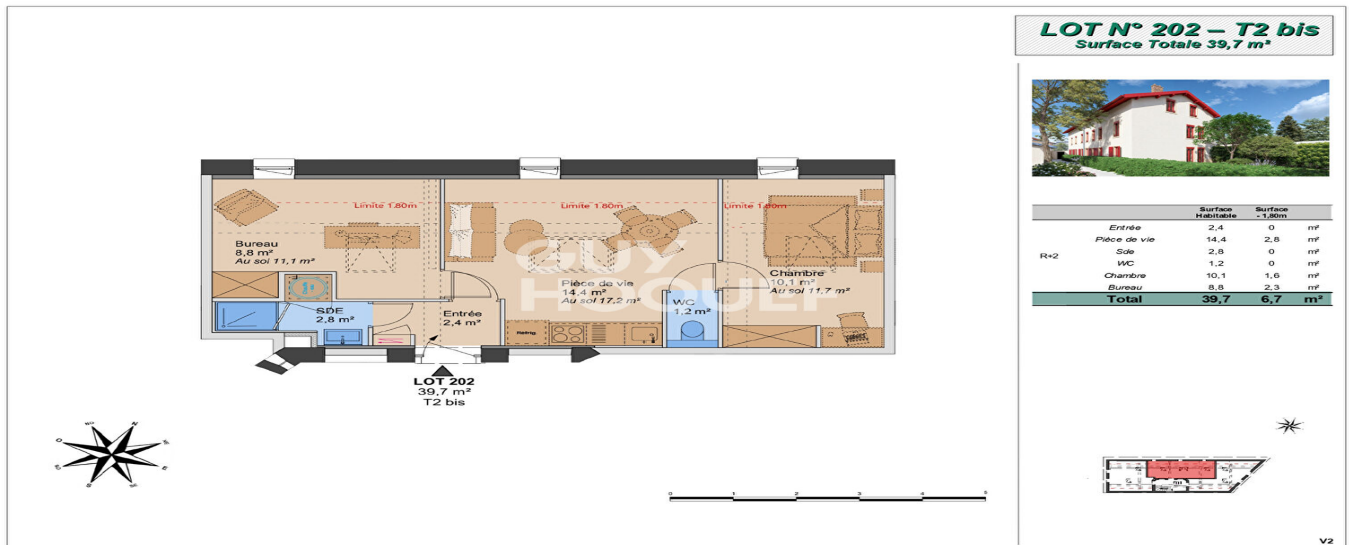 LOT N° 202 – T2 bis
Surface Totale 39,7 m²
Limite 1.80m
Limite 1.80m
Limite 1.80m
Bureau
8,8 m²
Au sol 11,1 m²
Pièce de vie
14,4 m²
Au sol 17,2 m²
Chambre
10,1 m²
Au sol 11,7 m²
GUY
HOQUET
SDE
2,8 m²
Entrée
2,4 m²
WC
1,2 m²
LOT 202
39,7 m²
T2 bis
0 1 2 3 4 5
Surface Habitable Surface - 1,80m
R+2
Entrée 2,4 0 m²
Pièce de vie 14,4 2,8 m²
Sde 2,8 0 m²
WC 1,2 0 m²
Chambre 10,1 1,6 m²
Bureau 8,8 2,3 m²
Total 39,7 6,7 m²
V2